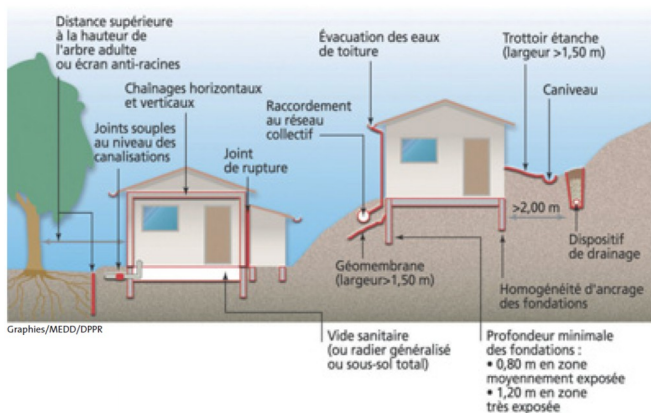 Distance supérieure
à la hauteur de
l'arbre adulte
ou écran anti-racines
Chaînages horizontaux
et verticaux
Joints souples
au niveau des
canalisations
Joint
de rupture
Évacuation des eaux
de toiture
Raccordement
au réseau
collectif
Trottoir étanche
(largeur >1,50 m)
Caniveau
>2,00 m
Dispositif
de drainage
Géomembrane
(largeur>1,50 m)
Homogénéité d'ancrage
des fondations
Graphies/MEDD/DPPR
Vide sanitaire
(ou radier généralisé
ou sous-sol total)
Profondeur minimale
des fondations :
• 0,80 m en zone
moyennement exposée
• 1,20 m en zone
très exposée